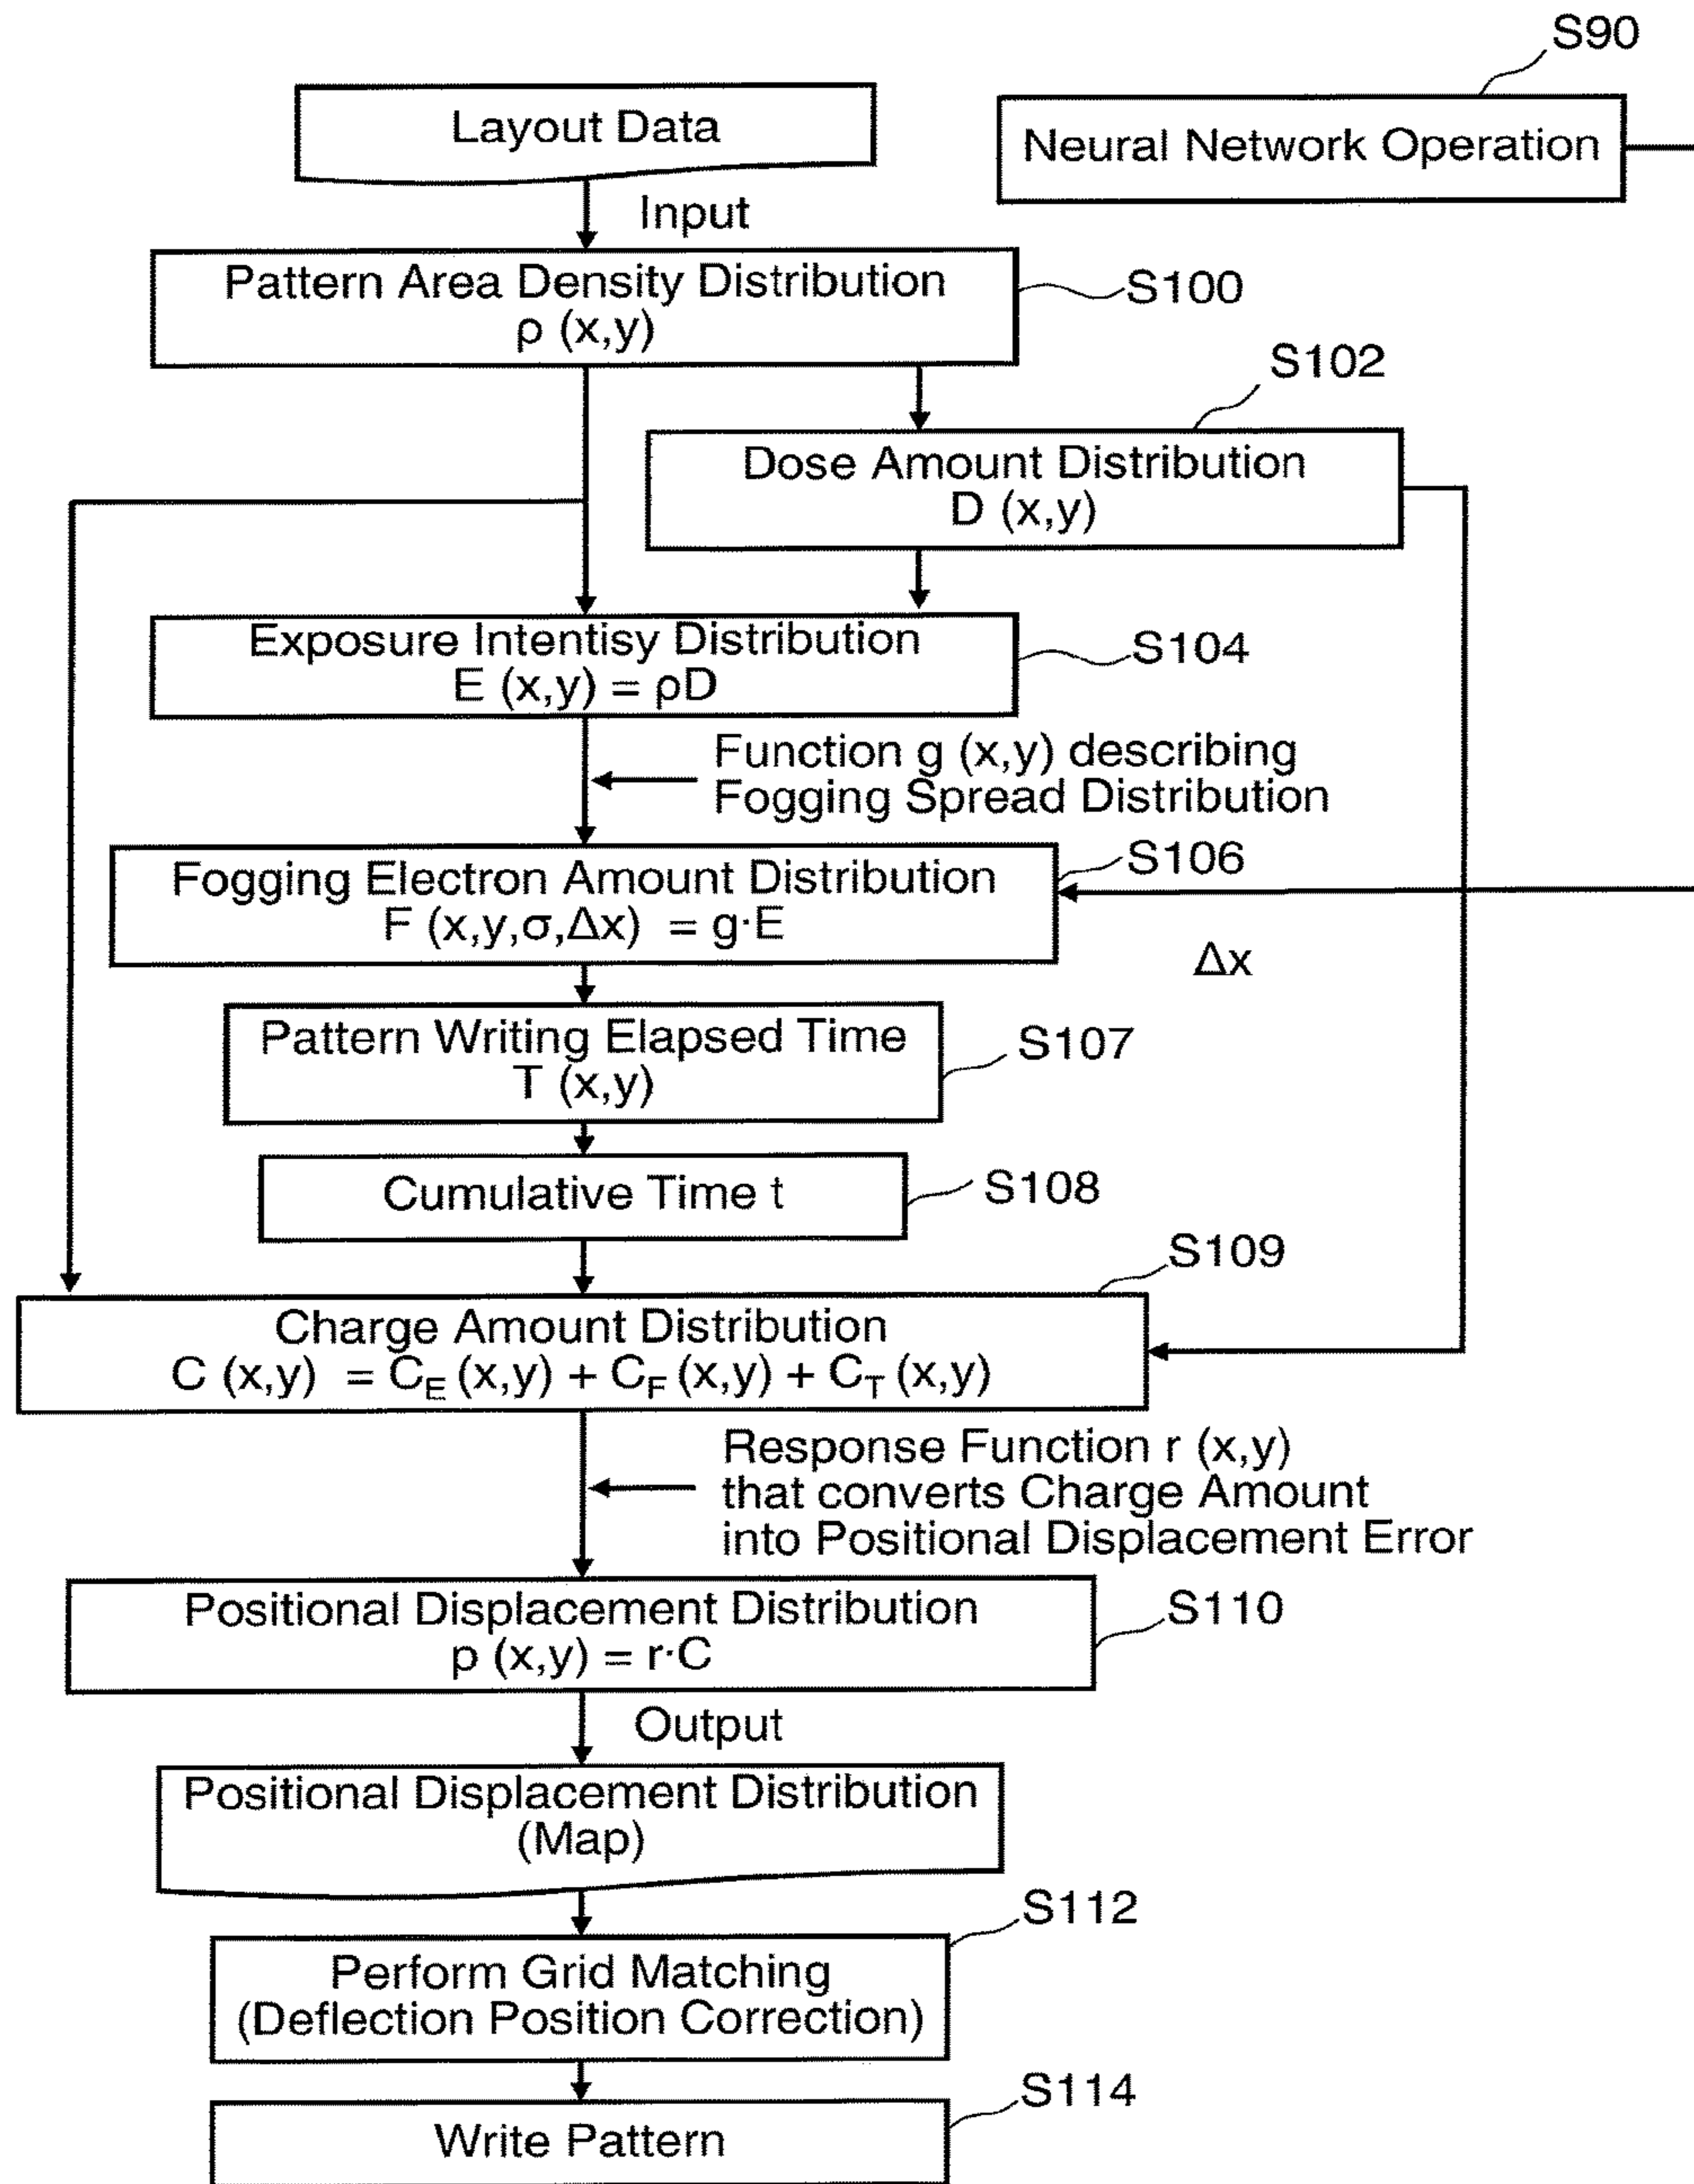 S90
Layout Data
Neural Network Operation
Input
Pattern Area Density Distribution
ρ (x,y)
S100
S102
Dose Amount Distribution
D (x,y)
Exposure Intentisy Distribution
E (x,y) = ρD
S104
Function g (x,y) describing
Fogging Spread Distribution
S106
Fogging Electron Amount Distribution
F (x,y,σ,Δx) = g·E
Δx
Pattern Writing Elapsed Time
T (x,y)
S107
Cumulative Time t
S108
S109
Charge Amount Distribution
C (x,y) = C_E (x,y) + C_F (x,y) + C_T (x,y)
Response Function r (x,y)
that converts Charge Amount
into Positional Displacement Error
Positional Displacement Distribution
p (x,y) = r·C
S110
Output
Positional Displacement Distribution
(Map)
S112
Perform Grid Matching
(Deflection Position Correction)
S114
Write Pattern